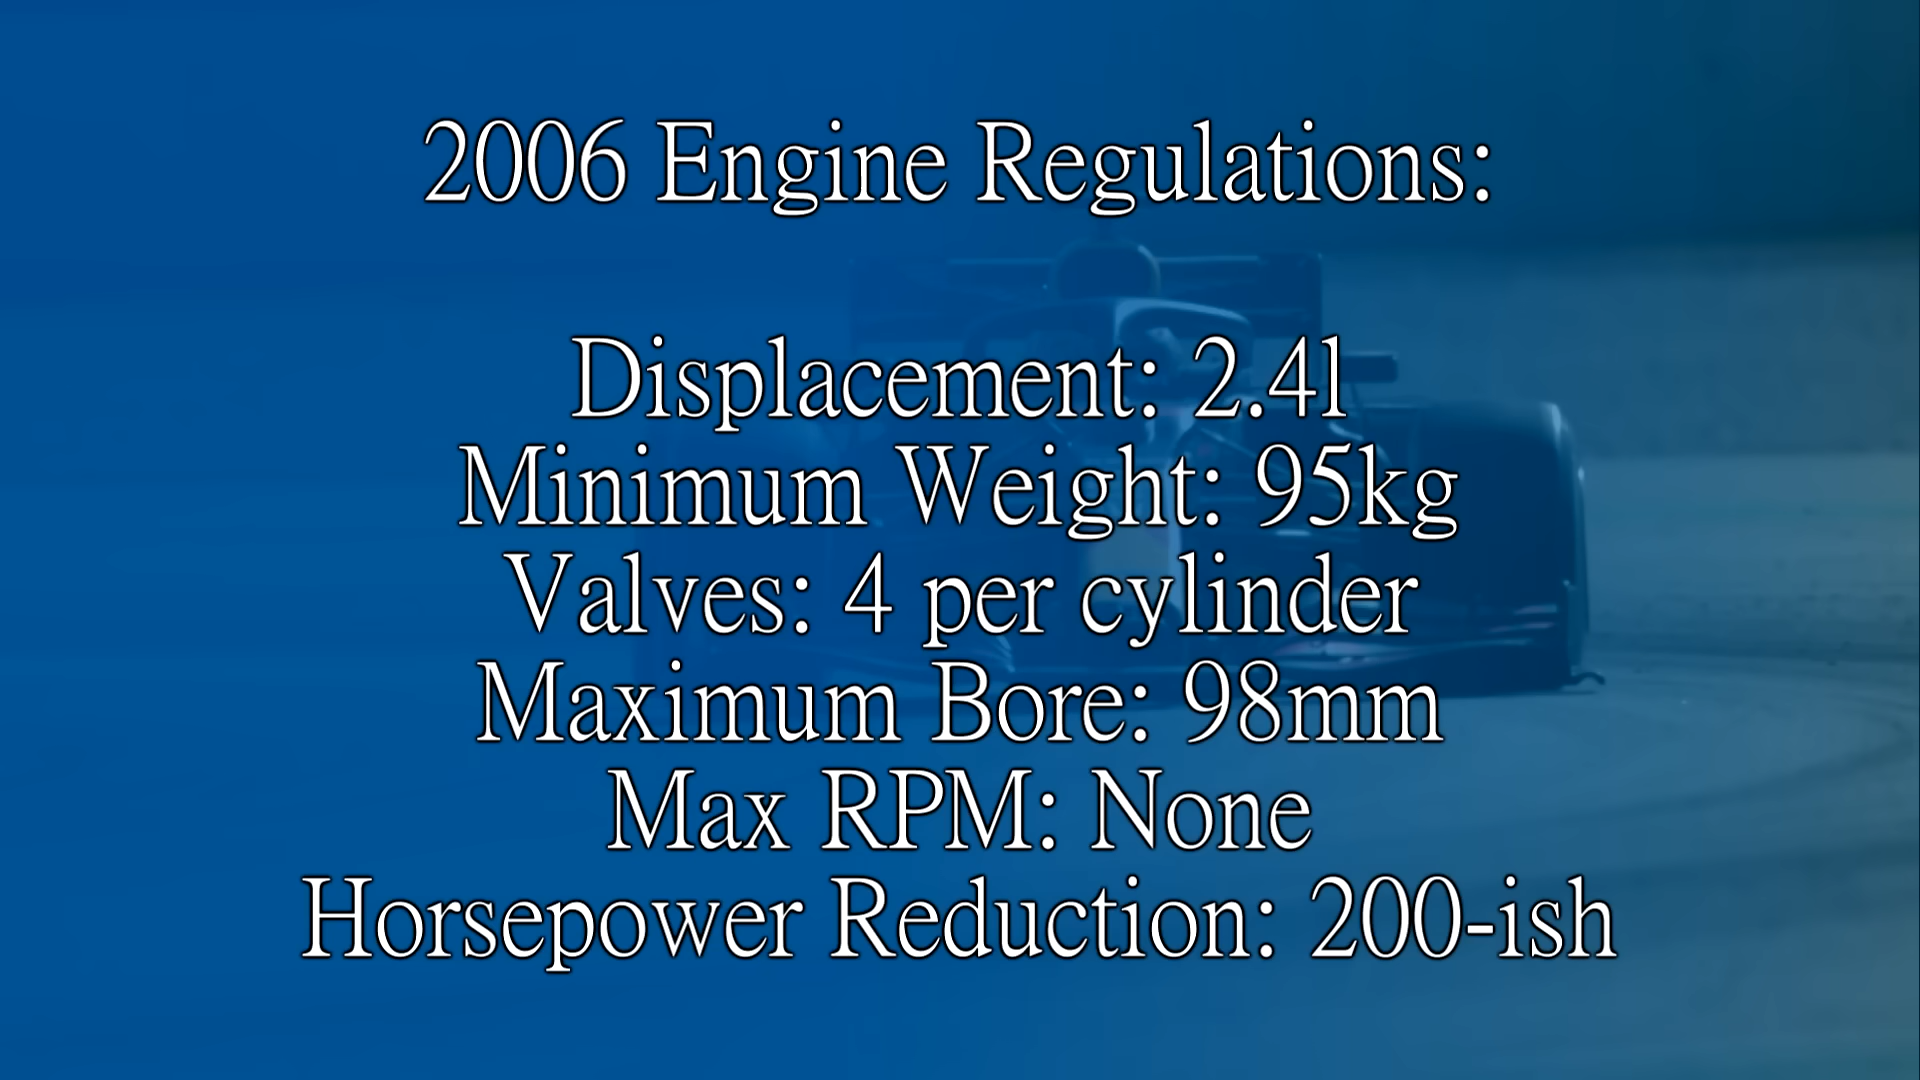 2006 Engine Regulations:
Displacement: 2.4l
Minimum Weight: 95kg
Valves: 4 per cylinder
Maximum Bore: 98mm
Max RPM: None
Horsepower Reduction: 200-ish